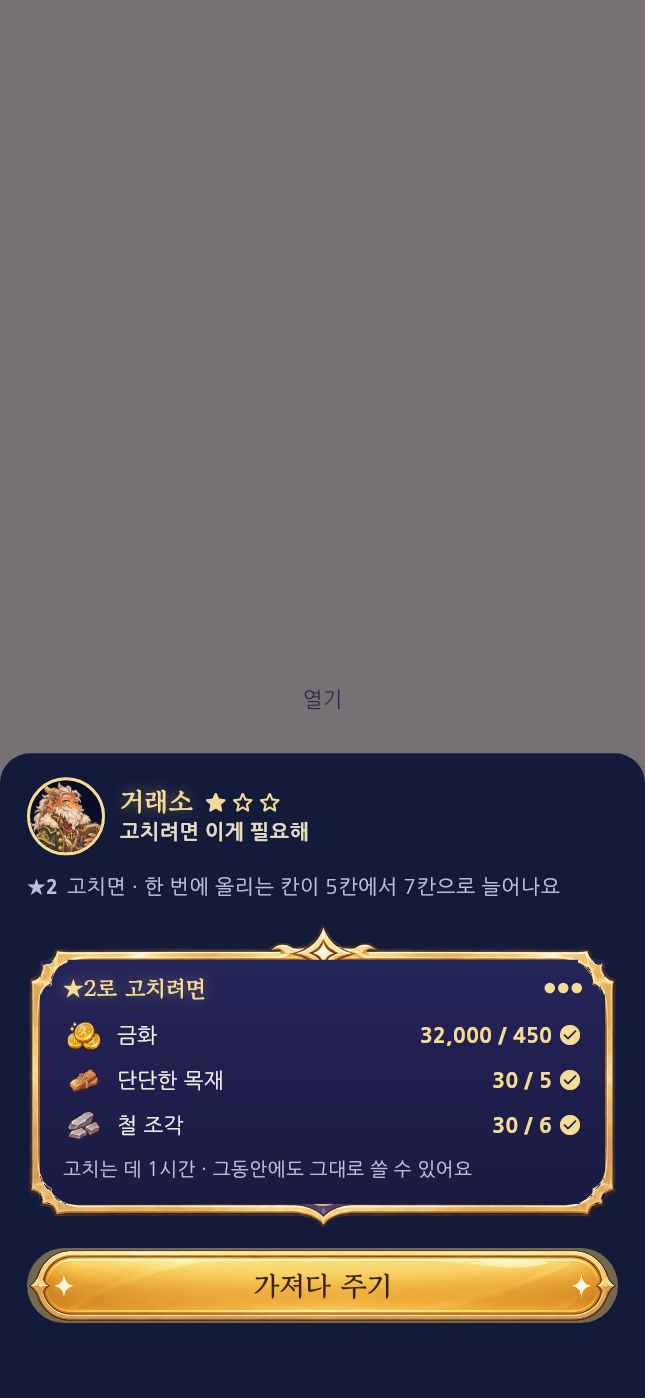 열기
거래소 ★☆☆
고치려면 이게 필요해
★2 고치면 · 한 번에 올리는 칸이 5칸에서 7칸으로 늘어나요
★2로 고치려면 ●●●
금화 32,000 / 450
단단한 목재 30 / 5
철 조각 30 / 6
고치는 데 1시간 · 그동안에도 그대로 쓸 수 있어요
가져다 주기